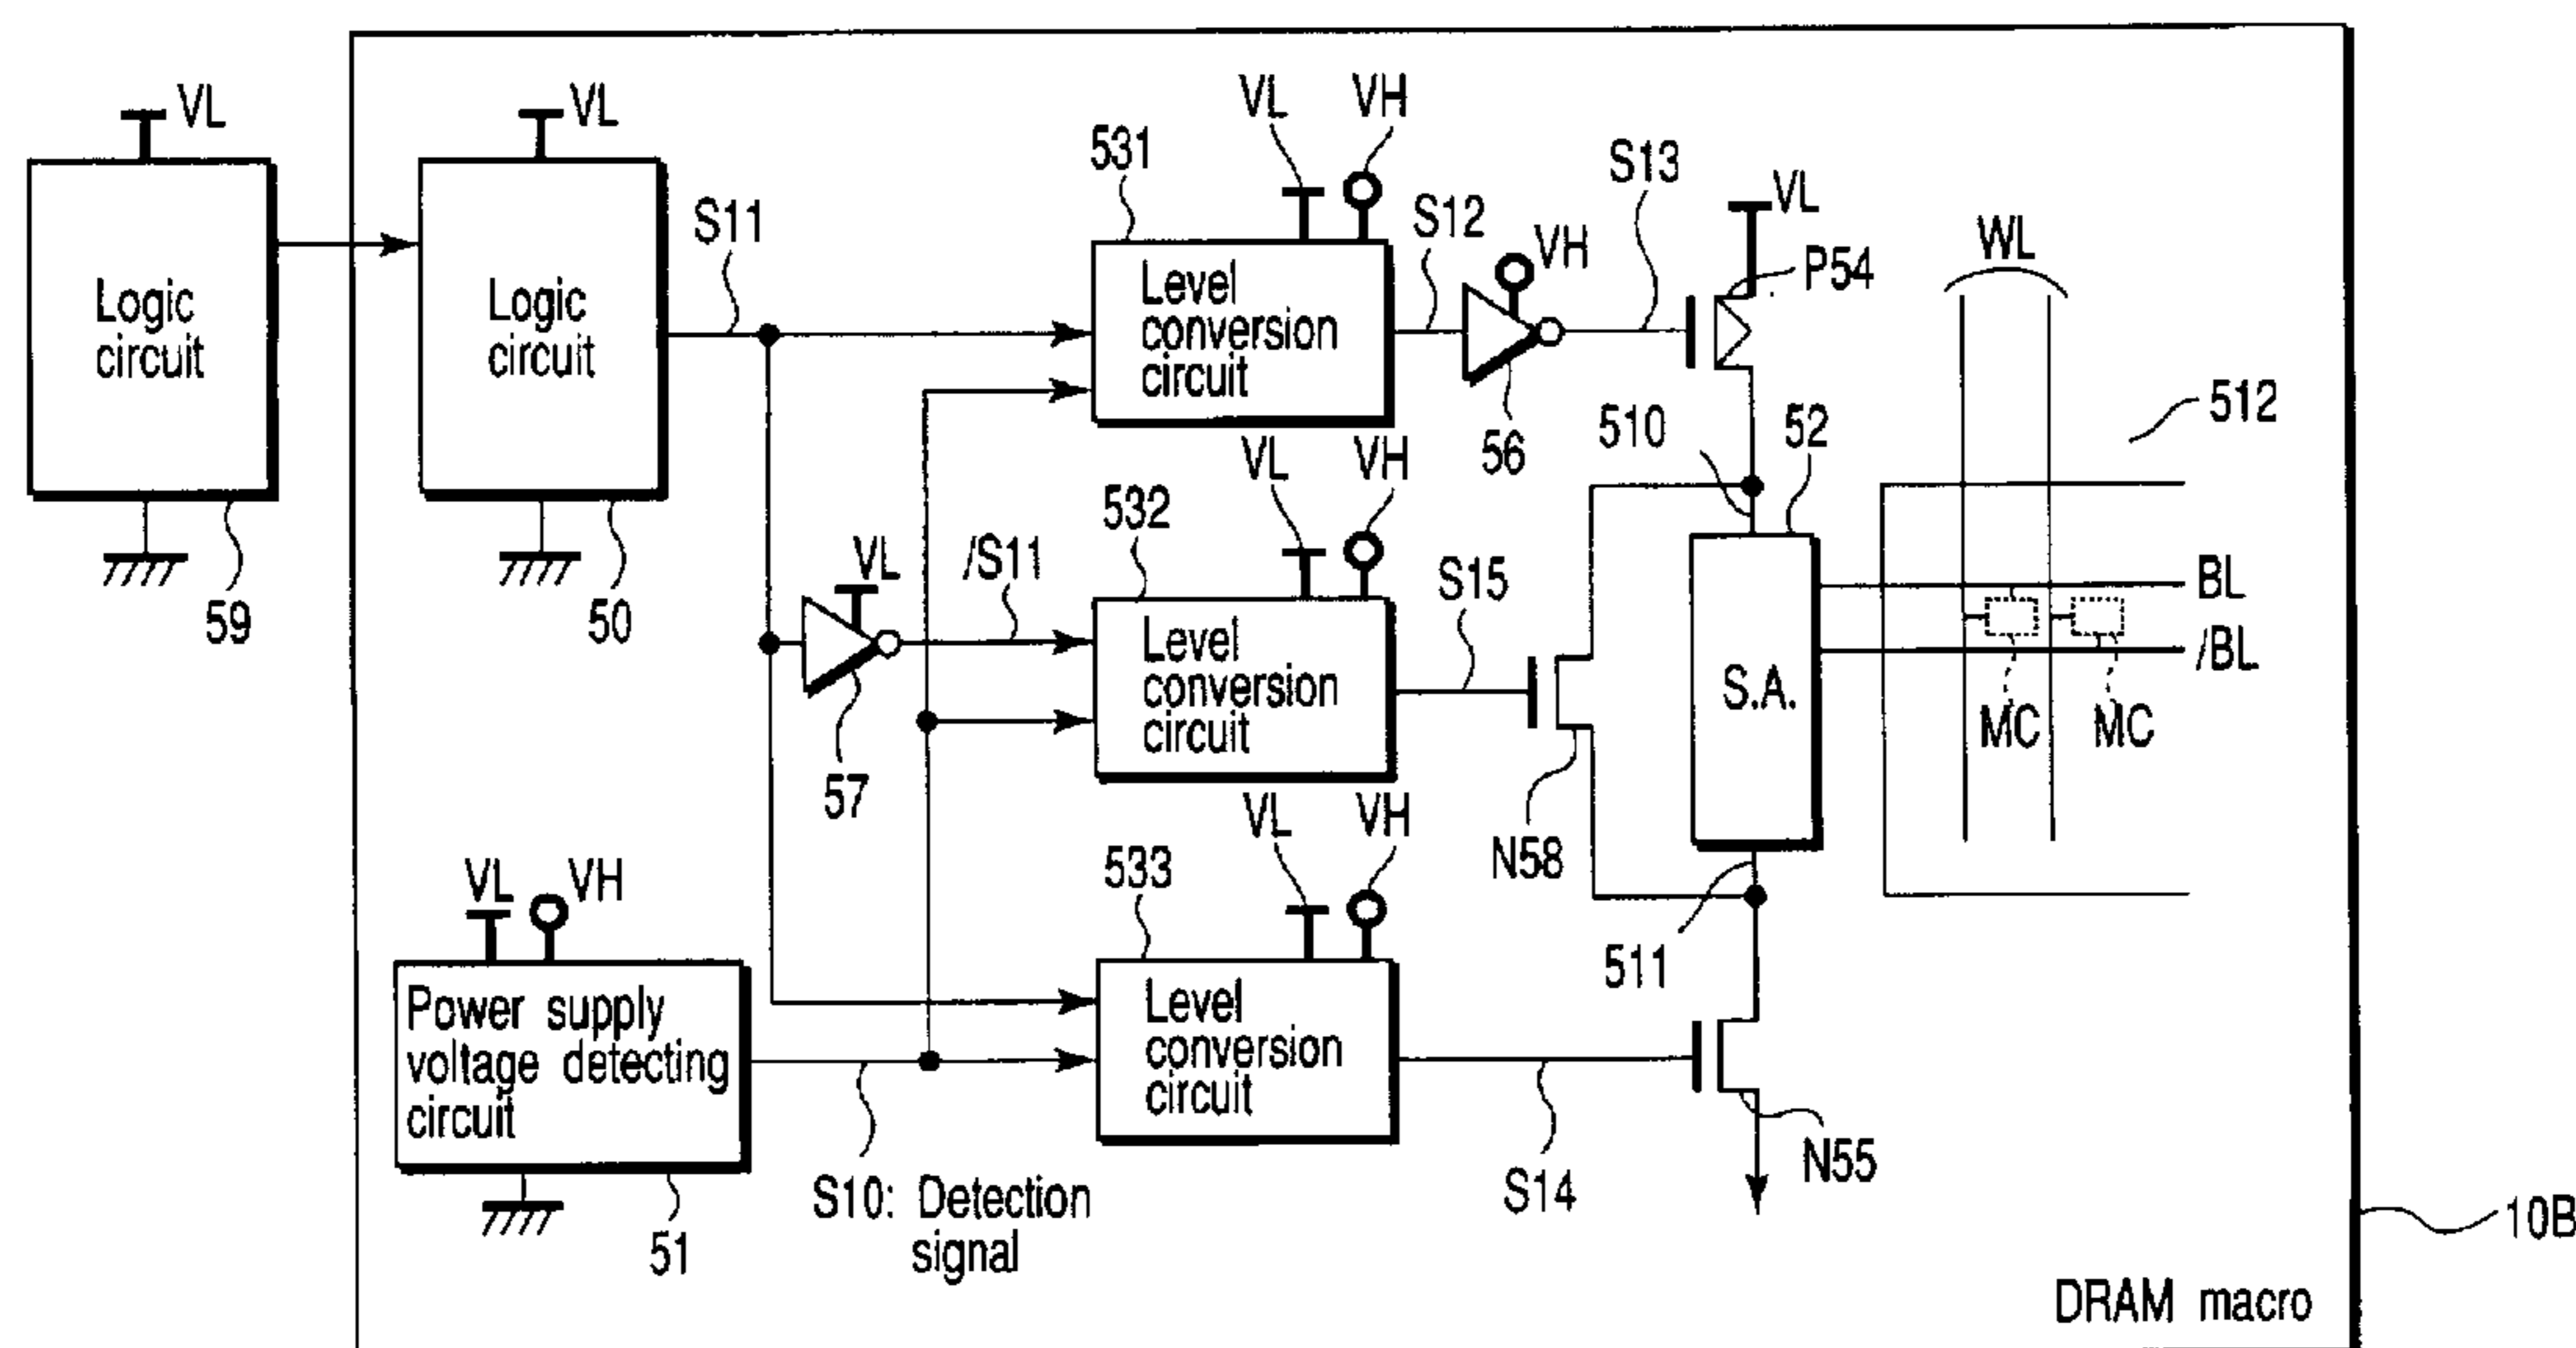 VL
VL
VL
VH
531
S12
S13
VH
VL
P54
WL
Logic
circuit
Logic
circuit
S11
Level
conversion
circuit
56
510
52
512
59
50
VL
/S11
57
VL
VH
532
Level
conversion
circuit
S15
N58
S.A.
BL
/BL
MC
MC
511
VL
VH
Power supply
voltage detecting
circuit
51
S10: Detection
signal
VL
VH
533
Level
conversion
circuit
S14
N55
10B
DRAM macro